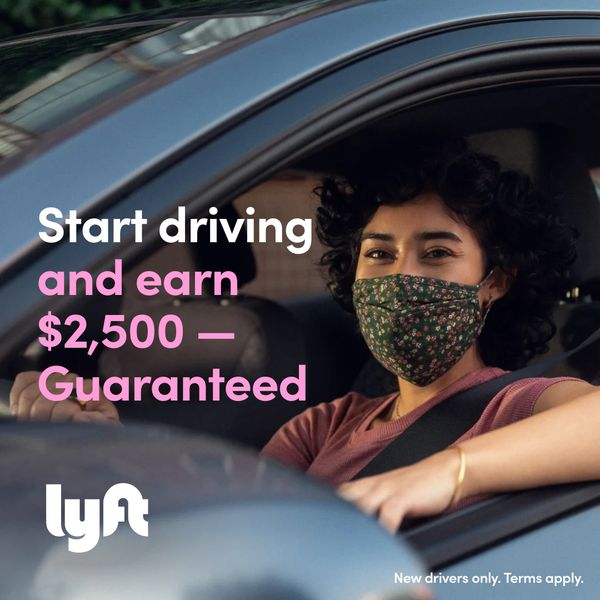 Start driving
and earn
$2,500 —
Guaranteed
lyft
New drivers only. Terms apply.